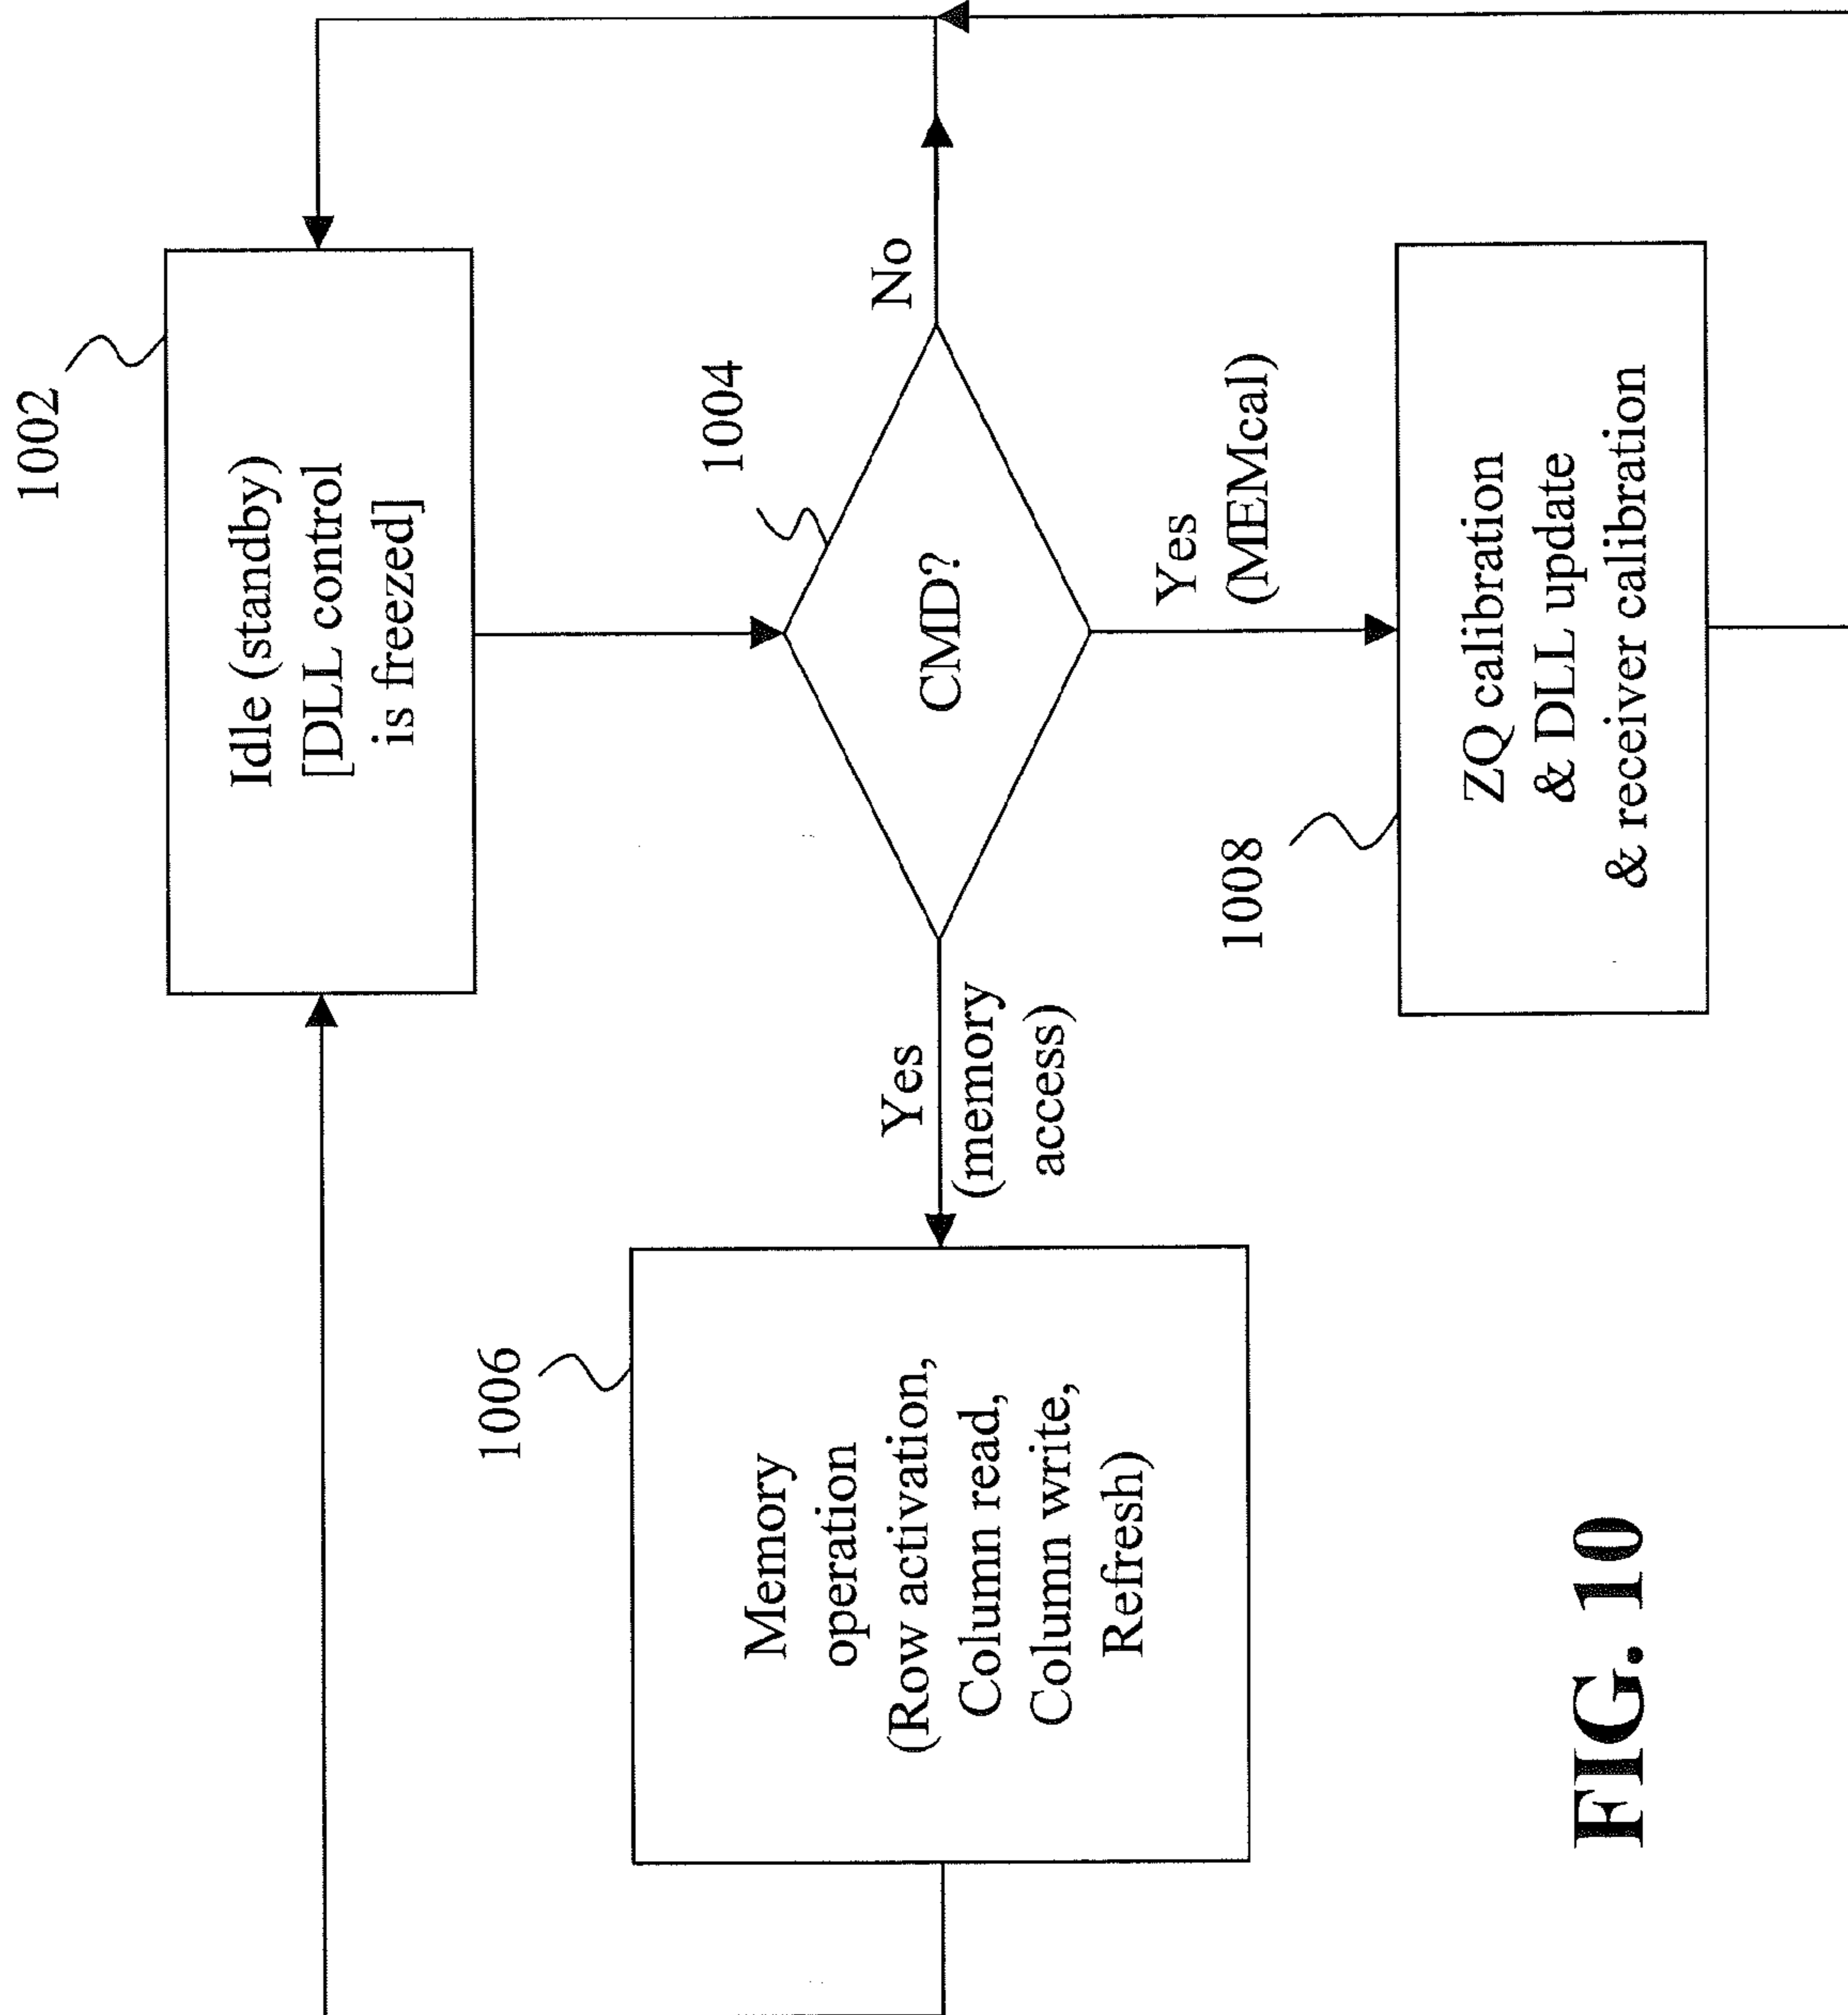 1002
Idle (standby)
[DLL control
is freezed]
1004
CMD?
No
Yes
(memory
access)
Yes
(MEMcal)
1006
Memory
operation
(Row activation,
Column read,
Column write,
Refresh)
1008
ZQ calibration
& DLL update
& receiver calibration
FIG. 10